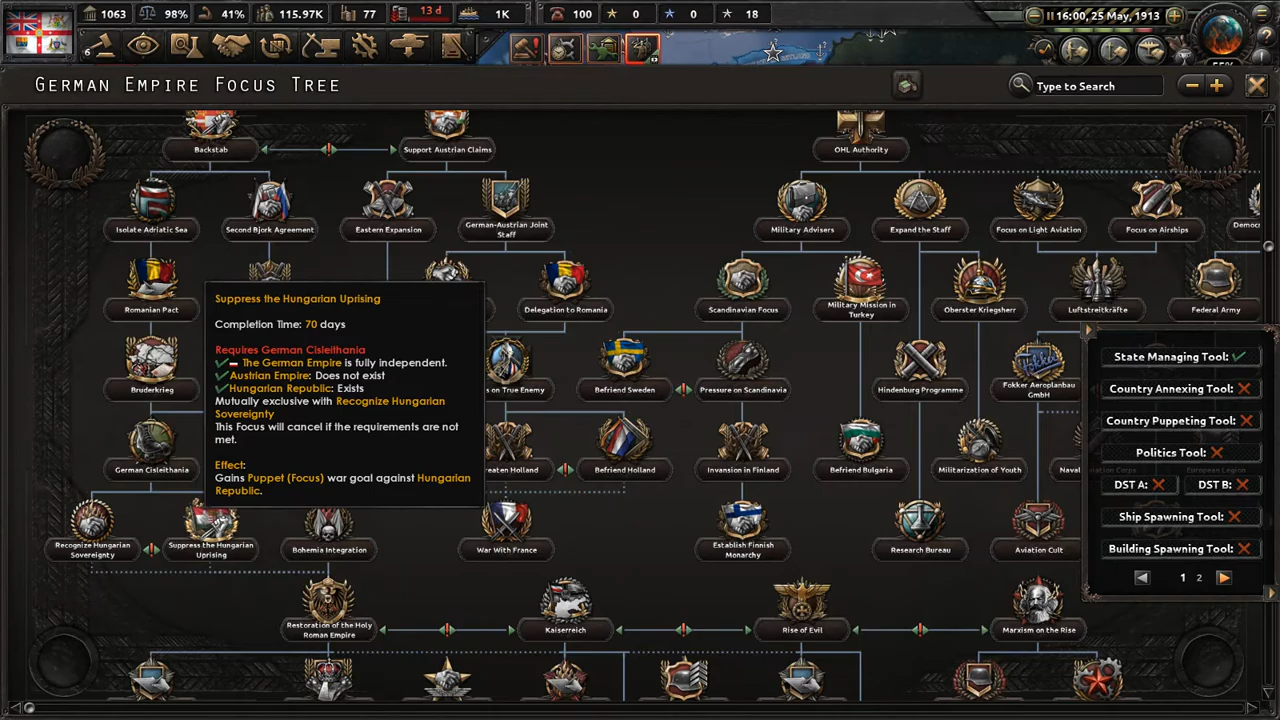 1063 98% 41% 115.97K 77 13 d 1K 100 0 0 18 16:00, 25 May, 1913
6
GERMAN EMPIRE FOCUS TREE
Type to Search
Backstab Support Austrian Claims OHL Authority
Isolate Adriatic Sea Second Bjork Agreement Eastern Expansion German-Austrian Joint Staff Military Advisers Expand the Staff Focus on Light Aviation Focus on Airships
Romanian Pact Delegation to Romania Scandinavian Focus Military Mission in Turkey Oberster Kriegsherr Luftstreitkräfte Federal Army
Suppress the Hungarian Uprising
Completion Time: 70 days
Requires German Cisleithania
The German Empire is fully independent.
Austrian Empire: Does not exist
Hungarian Republic: Exists
Mutually exclusive with Recognize Hungarian
Sovereignty
This Focus will cancel if the requirements are not
met.
Effect:
Gains Puppet (Focus) war goal against Hungarian
Republic.
Bruderkrieg s on True Enemy Befriend Sweden Pressure on Scandinavia Hindenburg Programme Fokker Aeroplanbau GmbH
German Cisleithania eaten Holland Befriend Holland Invansion in Finland Befriend Bulgaria Militarization of Youth Naval
Recognize Hungarian Sovereignty Suppress the Hungarian Uprising Bohemia Integration War With France Establish Finnish Monarchy Research Bureau Aviation Cult
Restoration of the Holy Roman Empire Kaiserreich Rise of Evil Marxism on the Rise
State Managing Tool:
Country Annexing Tool:
Country Puppeting Tool:
Politics Tool:
DST A: DST B:
Ship Spawning Tool:
Building Spawning Tool:
1 2